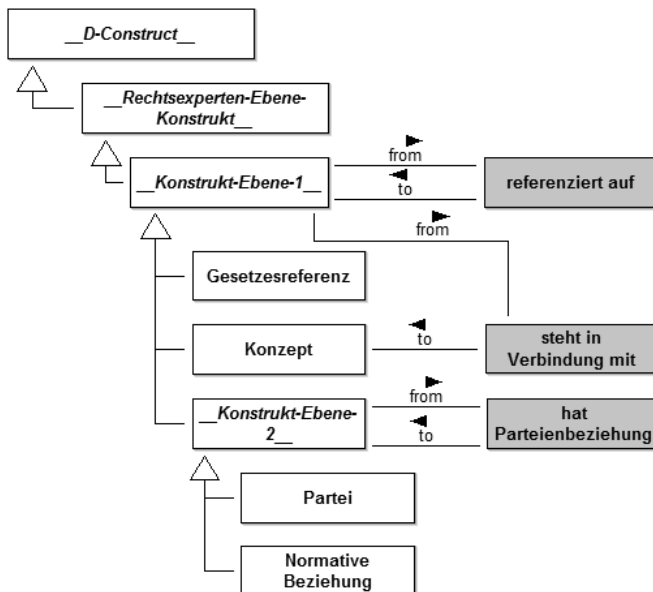 __D-Construct__
__Rechtsexperten-Ebene-
Konstrukt__
from
__Konstrukt-Ebene-1__
to
referenziert auf
from
Gesetzesreferenz
Konzept
to
steht in
Verbindung mit
__Konstrukt-Ebene-
2__
from
to
hat
Parteienbeziehung
Partei
Normative
Beziehung